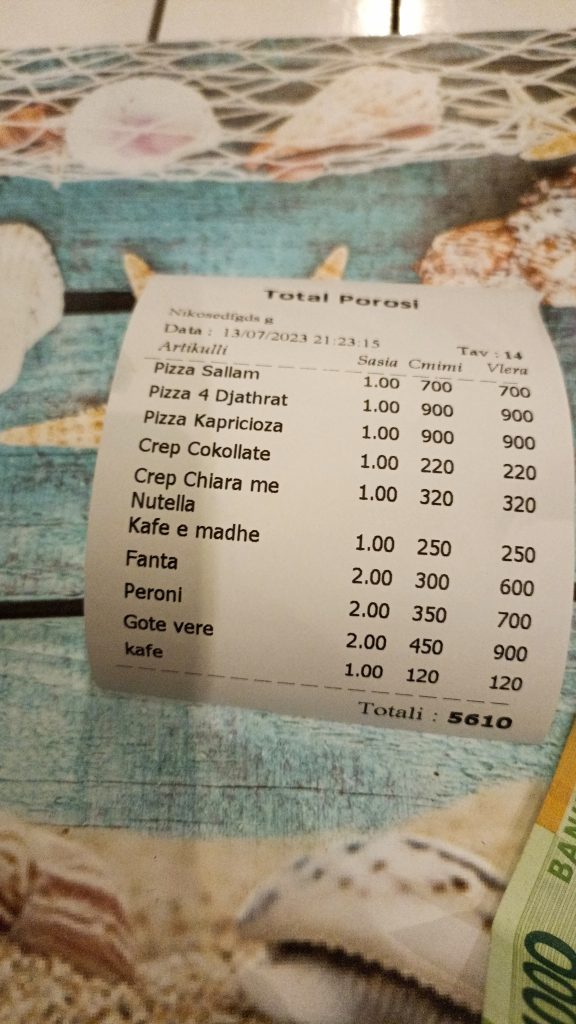 Total Porosi
Nikosedfgds g
Data : 13/07/2023 21:23:15 Tav : 14
Artikulli Sasia Cmimi Vlera
Pizza Sallam 1.00 700 700
Pizza 4 Djathrat 1.00 900 900
Pizza Kapricioza 1.00 900 900
Crep Cokollate 1.00 220 220
Crep Chiara me 1.00 320 320
Nutella
Kafe e madhe 1.00 250 250
Fanta 2.00 300 600
Peroni 2.00 350 700
Gote vere 2.00 450 900
kafe 1.00 120 120
Totali : 5610
BAN
000